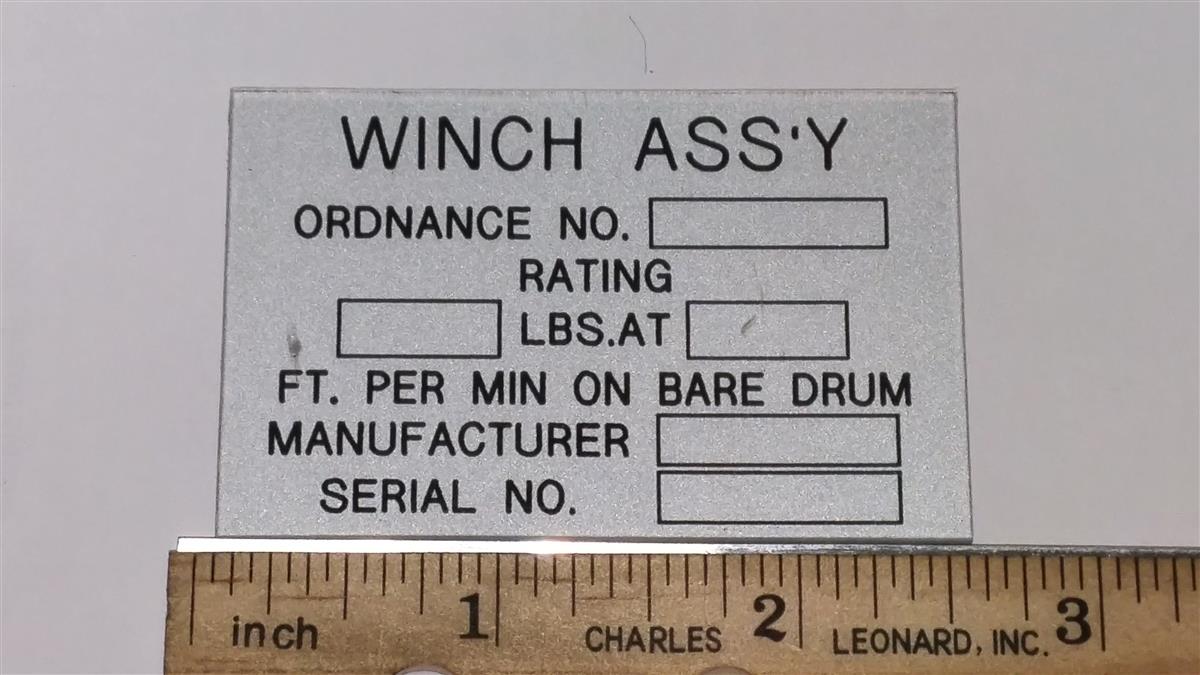 WINCH ASS'Y
ORDNANCE NO.
RATING
LBS.AT
FT. PER MIN ON BARE DRUM
MANUFACTURER
SERIAL NO.
1 2 3
inch CHARLES LEONARD, INC.